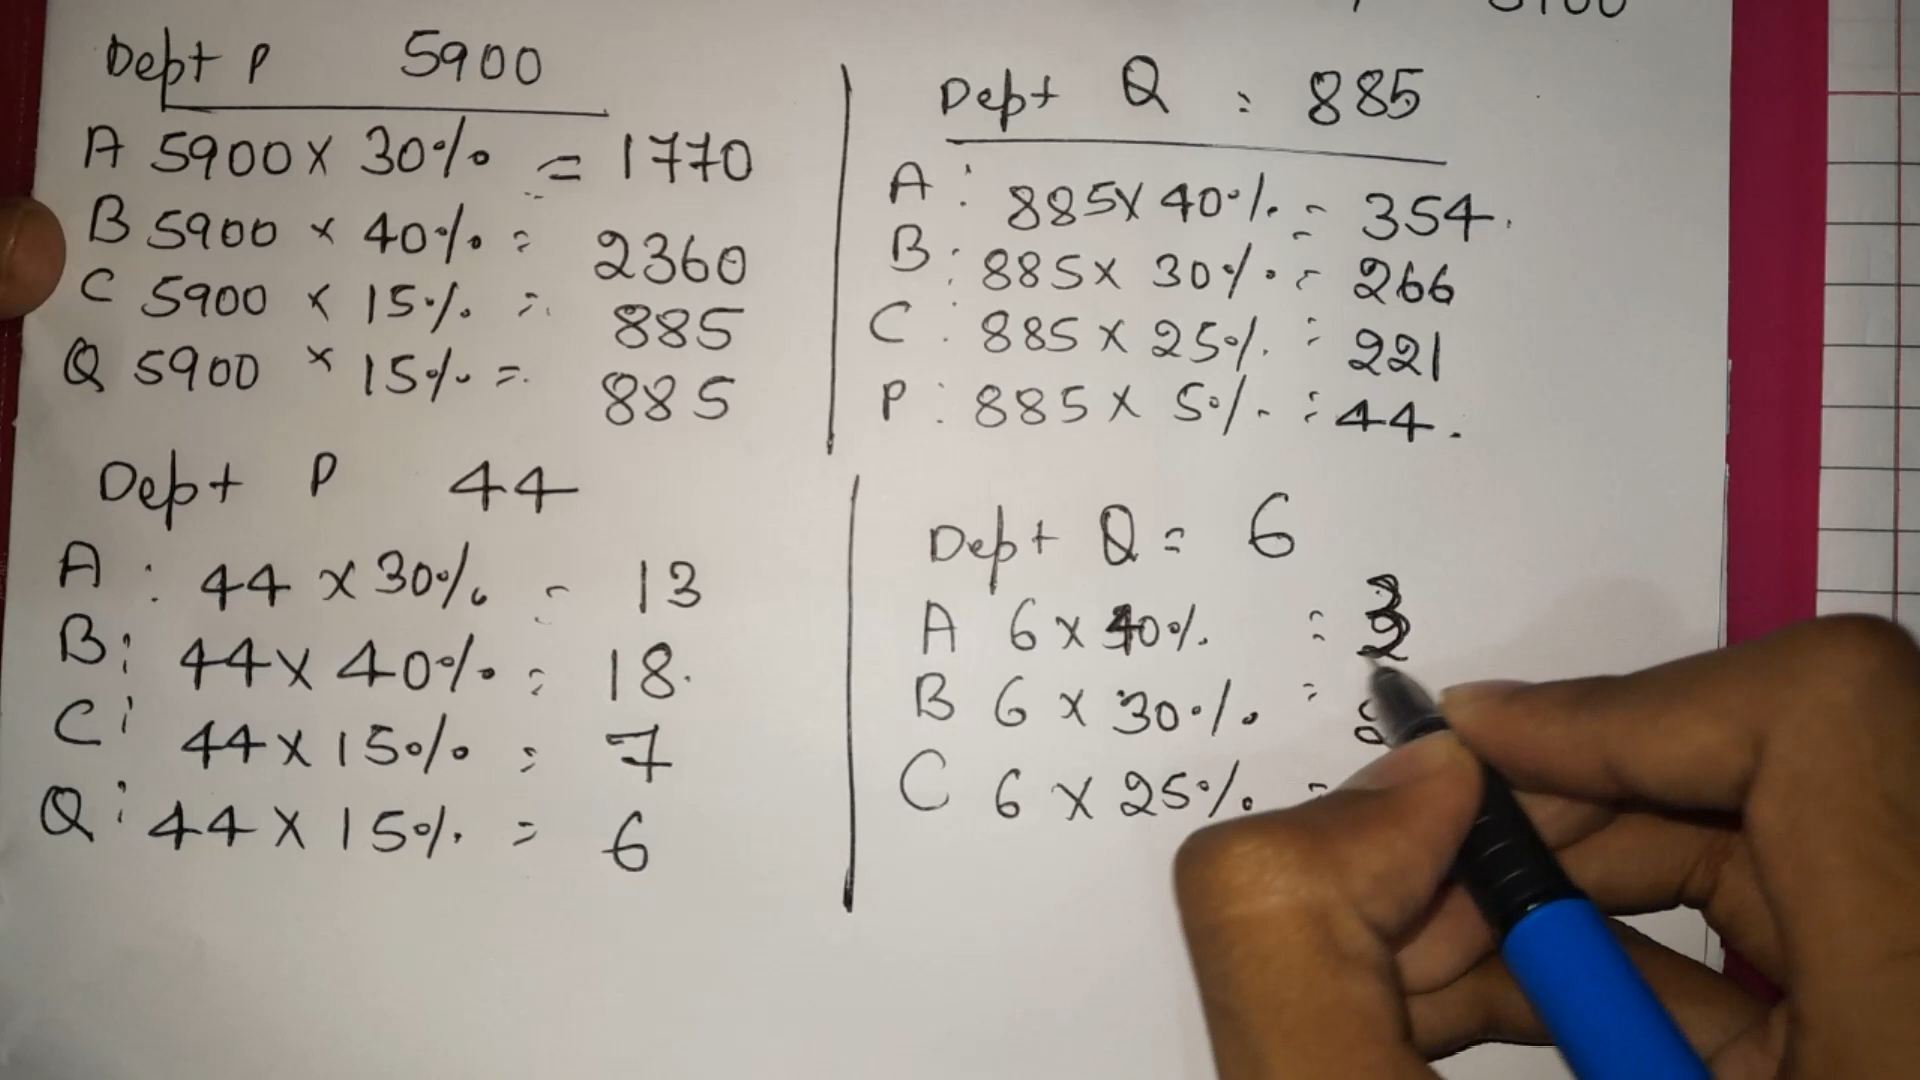 Dept P 5900
A 5900 X 30% = 1770
B 5900 x 40% = 2360
C 5900 x 15% = 885
Q 5900 x 15% = 885
Dept Q : 885
A : 885 X 40% = 354.
B : 885 x 30% = 266
C : 885 X 25% = 221
P : 885 X 5% = 44.
Dept P 44
A : 44 X 30% = 13
B : 44 X 40% = 18.
C : 44 X 15% = 7
Q : 44 X 15% = 6
Dept Q = 6
A 6 x 40% =
B 6 x 30% =
C 6 X 25% =